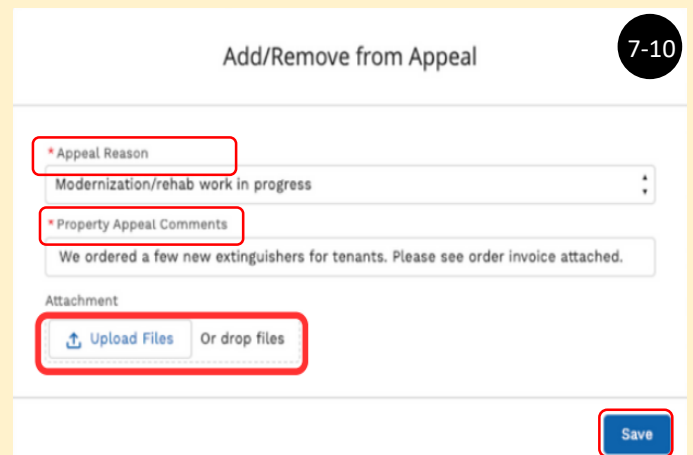 Add/Remove from Appeal
7-10
* Appeal Reason
Modernization/rehab work in progress
* Property Appeal Comments
We ordered a few new extinguishers for tenants. Please see order invoice attached.
Attachment
Upload Files Or drop files
Save